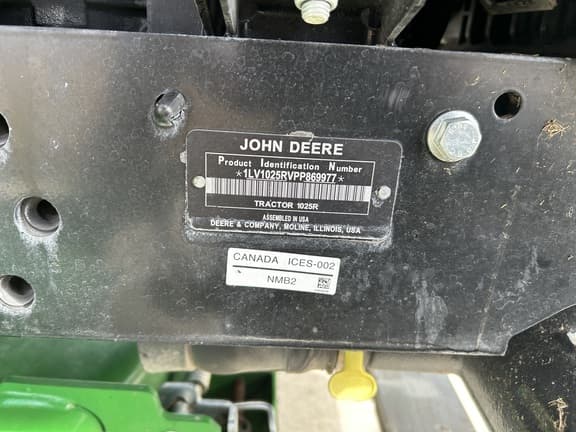 JOHN DEERE
Product Identification Number
*1LV1025RVPP869977*
TRACTOR 1025R
ASSEMBLED IN USA
DEERE & COMPANY, MOLINE, ILLINOIS, USA
CANADA ICES-002
NMB2